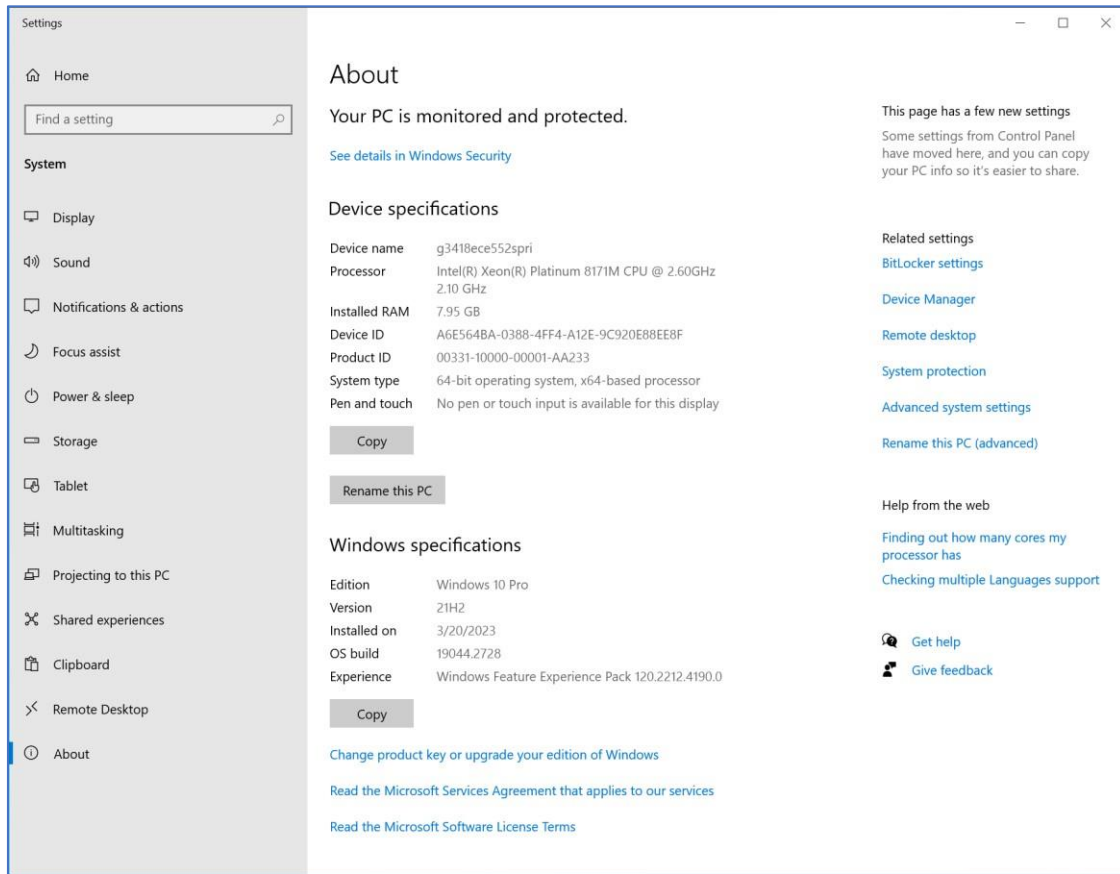 Settings
Home
Find a setting
System
Display
Sound
Notifications & actions
Focus assist
Power & sleep
Storage
Tablet
Multitasking
Projecting to this PC
Shared experiences
Clipboard
Remote Desktop
About
About
Your PC is monitored and protected.
See details in Windows Security
Device specifications
Device name g3418ece552spri
Processor Intel(R) Xeon(R) Platinum 8171M CPU @ 2.60GHz
2.10 GHz
Installed RAM 7.95 GB
Device ID A6E564BA-0388-4FF4-A12E-9C920E88EE8F
Product ID 00331-10000-00001-AA233
System type 64-bit operating system, x64-based processor
Pen and touch No pen or touch input is available for this display
Copy
Rename this PC
Windows specifications
Edition Windows 10 Pro
Version 21H2
Installed on 3/20/2023
OS build 19044.2728
Experience Windows Feature Experience Pack 120.2212.4190.0
Copy
Change product key or upgrade your edition of Windows
Read the Microsoft Services Agreement that applies to our services
Read the Microsoft Software License Terms
This page has a few new settings
Some settings from Control Panel
have moved here, and you can copy
your PC info so it's easier to share.
Related settings
BitLocker settings
Device Manager
Remote desktop
System protection
Advanced system settings
Rename this PC (advanced)
Help from the web
Finding out how many cores my
processor has
Checking multiple Languages support
Get help
Give feedback